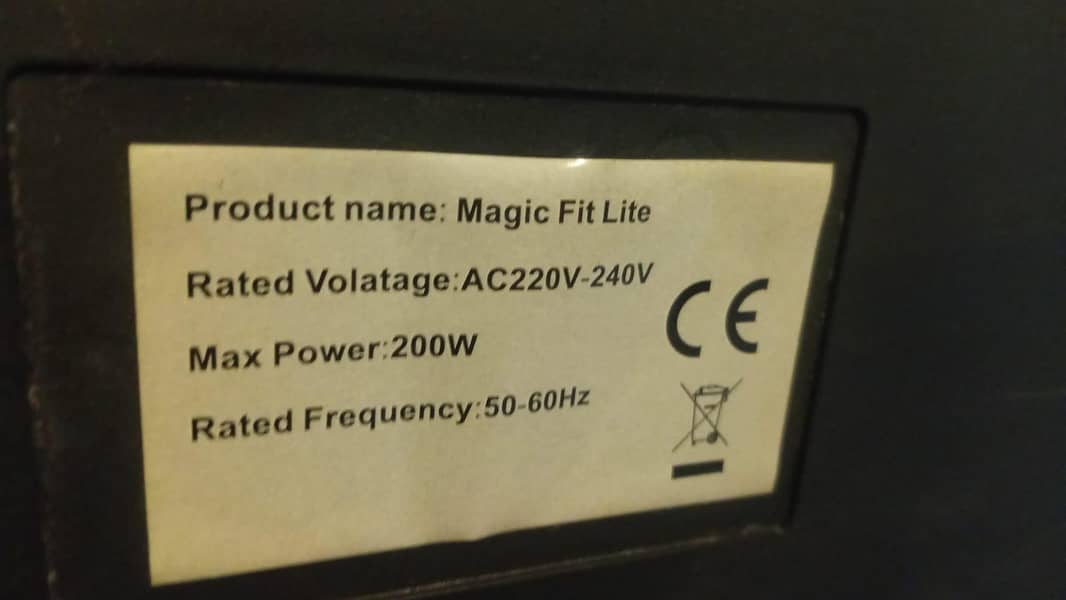 Product name: Magic Fit Lite
Rated Volatage:AC220V-240V
Max Power:200W
Rated Frequency:50-60Hz
CE